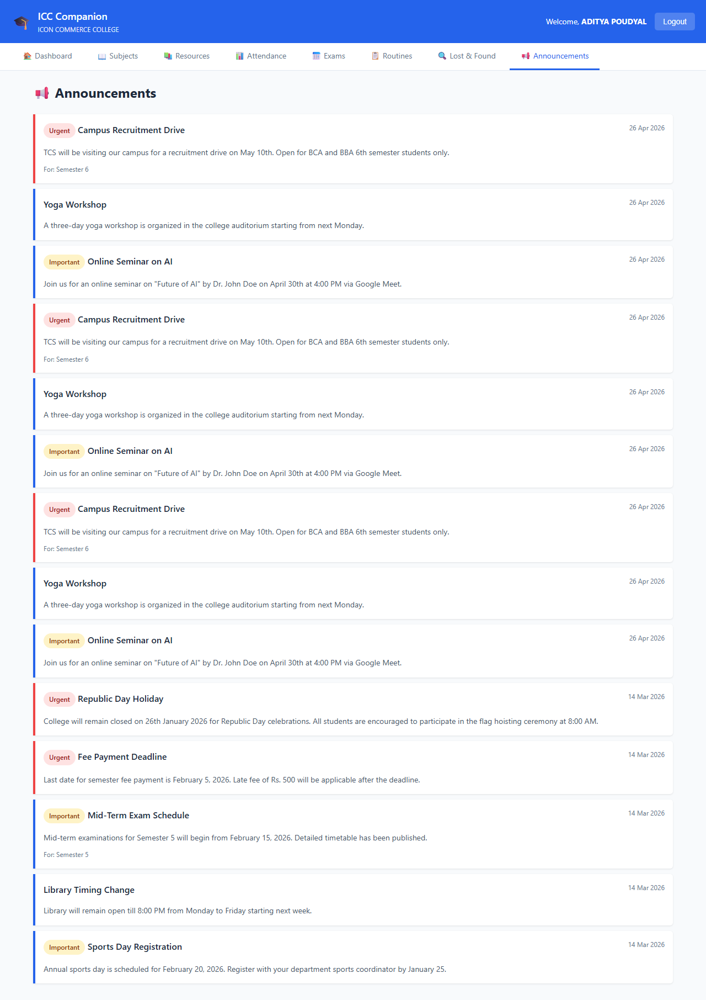 ICC Companion
ICON COMMERCE COLLEGE
Welcome, ADITYA POUDYAL
Logout
Dashboard
Subjects
Resources
Attendance
Exams
Routines
Lost & Found
Announcements
Announcements
Urgent Campus Recruitment Drive
26 Apr 2026
TCS will be visiting our campus for a recruitment drive on May 10th. Open for BCA and BBA 6th semester students only.
For: Semester 6
Yoga Workshop
26 Apr 2026
A three-day yoga workshop is organized in the college auditorium starting from next Monday.
Important Online Seminar on AI
26 Apr 2026
Join us for an online seminar on "Future of AI" by Dr. John Doe on April 30th at 4:00 PM via Google Meet.
Urgent Campus Recruitment Drive
26 Apr 2026
TCS will be visiting our campus for a recruitment drive on May 10th. Open for BCA and BBA 6th semester students only.
For: Semester 6
Yoga Workshop
26 Apr 2026
A three-day yoga workshop is organized in the college auditorium starting from next Monday.
Important Online Seminar on AI
26 Apr 2026
Join us for an online seminar on "Future of AI" by Dr. John Doe on April 30th at 4:00 PM via Google Meet.
Urgent Campus Recruitment Drive
26 Apr 2026
TCS will be visiting our campus for a recruitment drive on May 10th. Open for BCA and BBA 6th semester students only.
For: Semester 6
Yoga Workshop
26 Apr 2026
A three-day yoga workshop is organized in the college auditorium starting from next Monday.
Important Online Seminar on AI
26 Apr 2026
Join us for an online seminar on "Future of AI" by Dr. John Doe on April 30th at 4:00 PM via Google Meet.
Urgent Republic Day Holiday
14 Mar 2026
College will remain closed on 26th January 2026 for Republic Day celebrations. All students are encouraged to participate in the flag hoisting ceremony at 8:00 AM.
Urgent Fee Payment Deadline
14 Mar 2026
Last date for semester fee payment is February 5, 2026. Late fee of Rs. 500 will be applicable after the deadline.
Important Mid-Term Exam Schedule
14 Mar 2026
Mid-term examinations for Semester 5 will begin from February 15, 2026. Detailed timetable has been published.
For: Semester 5
Library Timing Change
14 Mar 2026
Library will remain open till 8:00 PM from Monday to Friday starting next week.
Important Sports Day Registration
14 Mar 2026
Annual sports day is scheduled for February 20, 2026. Register with your department sports coordinator by January 25.